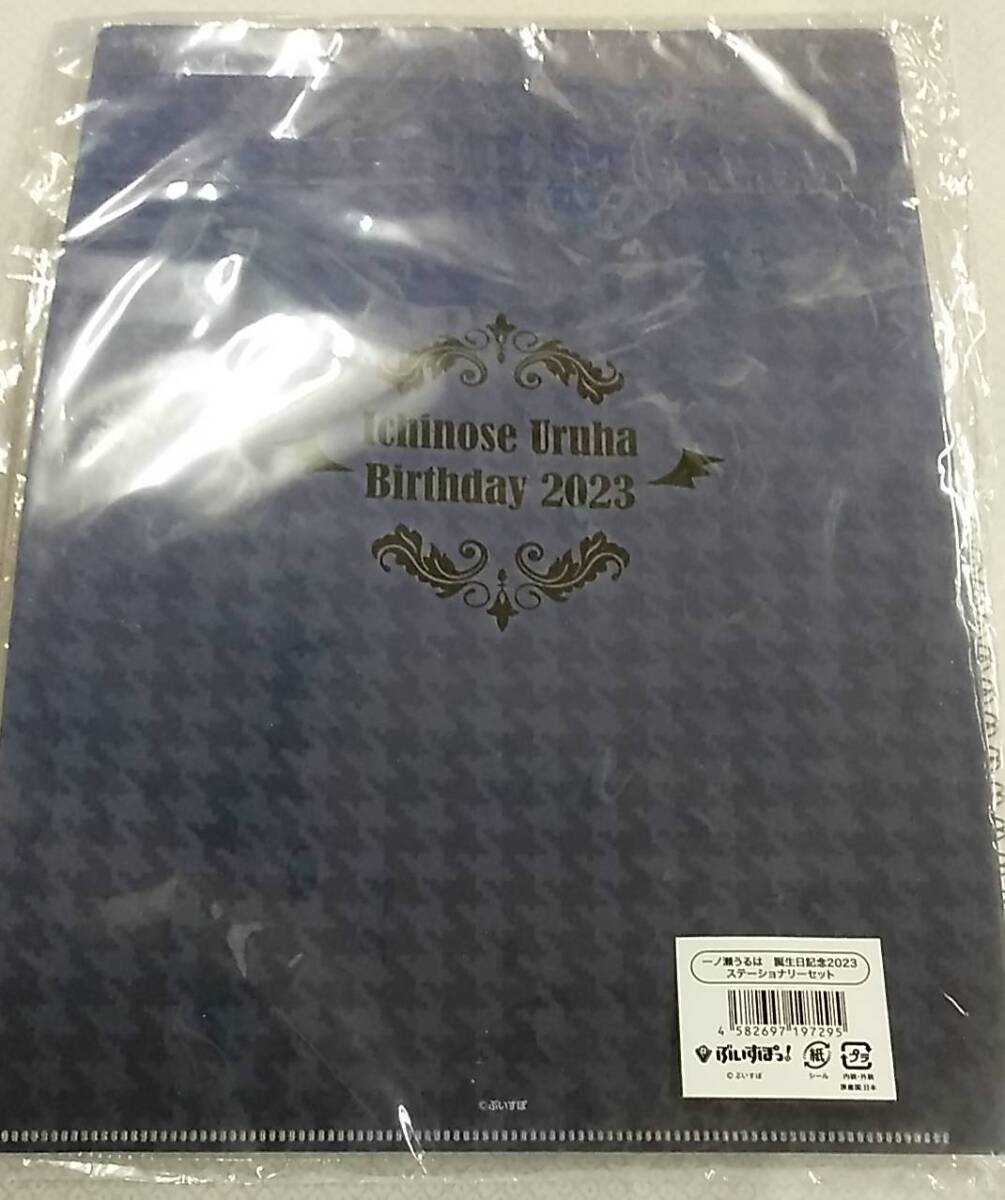 Ichinose Uruha
Birthday 2023
一ノ瀬うるは 誕生日記念2023
ステーショナリーセット
4 582697 197295
ぶいすぽっ!
©ぶいすぽ
紙
シール
プラ
内袋・外袋
原産国:日本
©ぶいすぽ